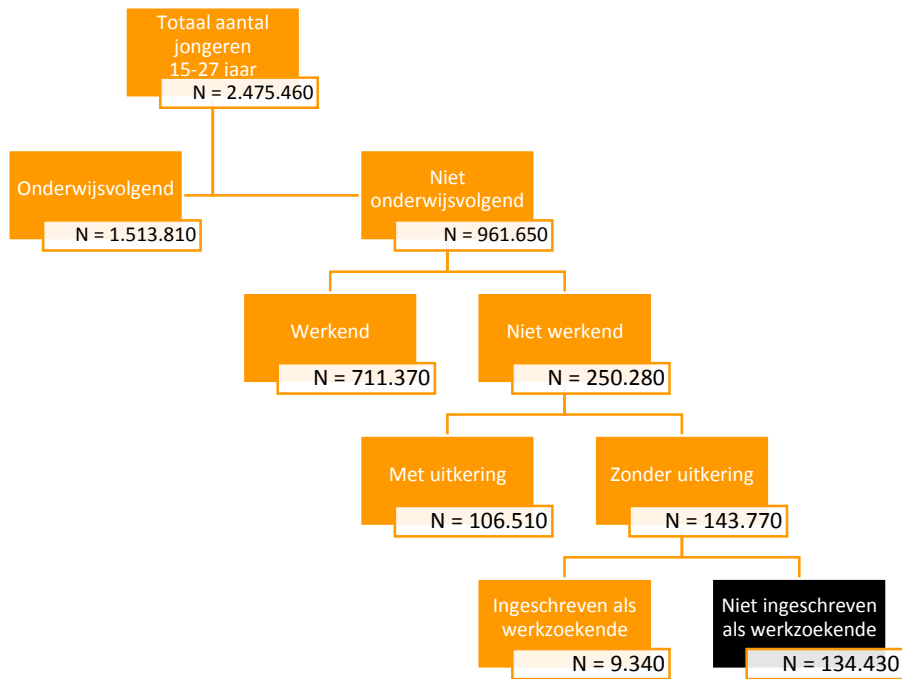 Totaal aantal
jongeren
15-27 jaar
N = 2.475.460
Onderwijsvolgend
N = 1.513.810
Niet
onderwijsvolgend
N = 961.650
Werkend
N = 711.370
Niet werkend
N = 250.280
Met uitkering
N = 106.510
Zonder uitkering
N = 143.770
Ingeschreven als
werkzoekende
N = 9.340
Niet ingeschreven
als werkzoekende
N = 134.430